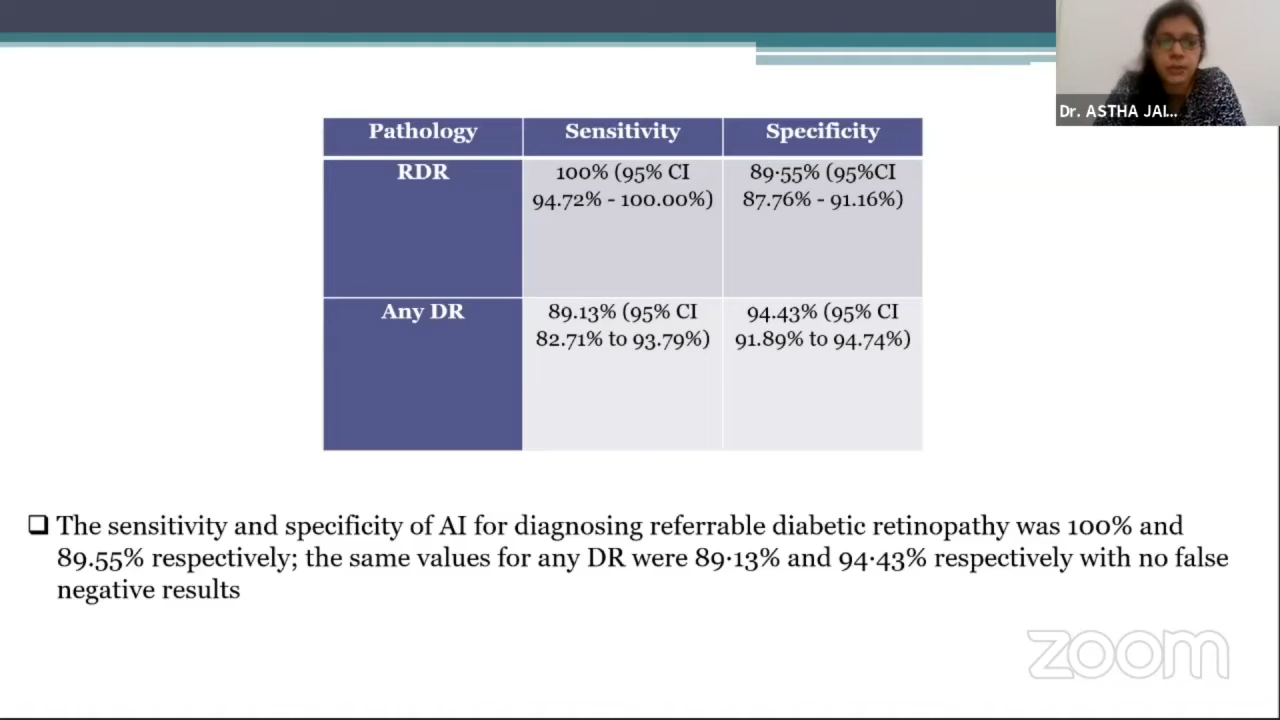 Dr. ASTHA JAI...
Pathology Sensitivity Specificity
RDR 100% (95% CI 89·55% (95%CI
94.72% - 100.00%) 87.76% - 91.16%)
Any DR 89.13% (95% CI 94.43% (95% CI
82.71% to 93.79%) 91.89% to 94.74%)
The sensitivity and specificity of AI for diagnosing referrable diabetic retinopathy was 100% and
89.55% respectively; the same values for any DR were 89·13% and 94·43% respectively with no false
negative results
zoom